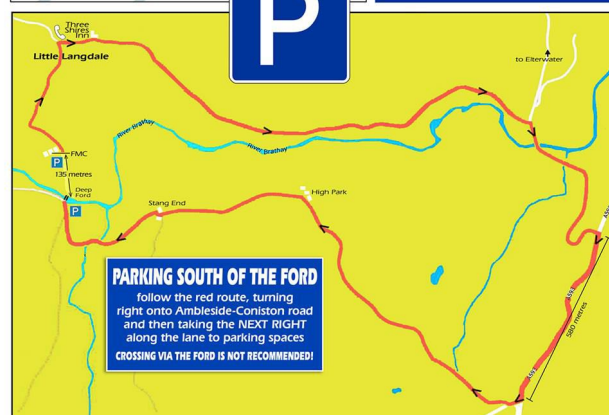 P
Three
Shires
Inn
Little Langdale
to Elterwater
River Brathay
River Brathay
FMC
P
135 metres
Deep
Ford
P
Stang End
High Park
A593
A593
580 metres
PARKING SOUTH OF THE FORD
follow the red route, turning
right onto Ambleside-Coniston road
and then taking the NEXT RIGHT
along the lane to parking spaces
CROSSING VIA THE FORD IS NOT RECOMMENDED!